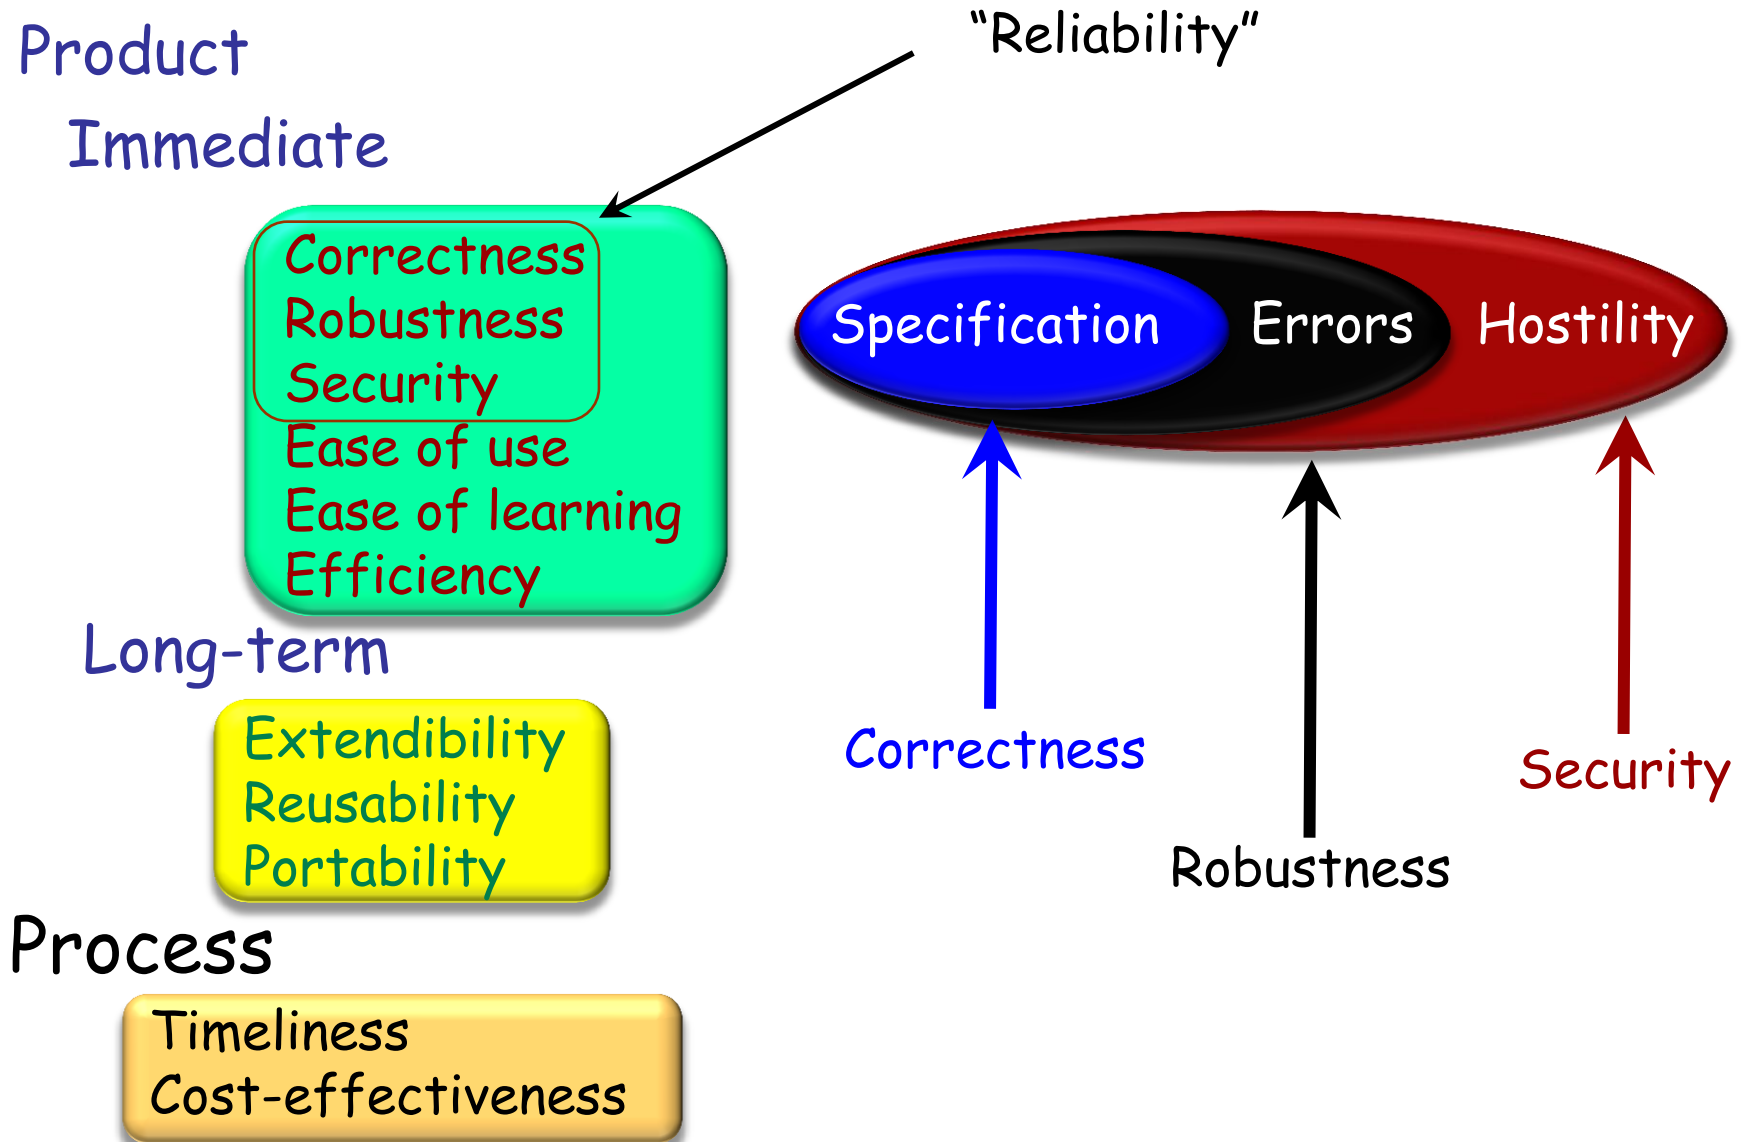 Product
“Reliability”
Immediate
Correctness
Robustness
Security
Ease of use
Ease of learning
Efficiency
Specification
Errors
Hostility
Long-term
Extendibility
Reusability
Portability
Correctness
Robustness
Security
Process
Timeliness
Cost-effectiveness